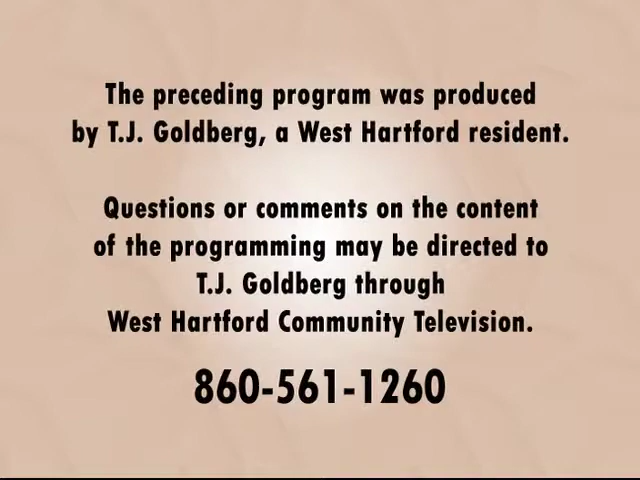 The preceding program was produced
by T.J. Goldberg, a West Hartford resident.
Questions or comments on the content
of the programming may be directed to
T.J. Goldberg through
West Hartford Community Television.
860-561-1260